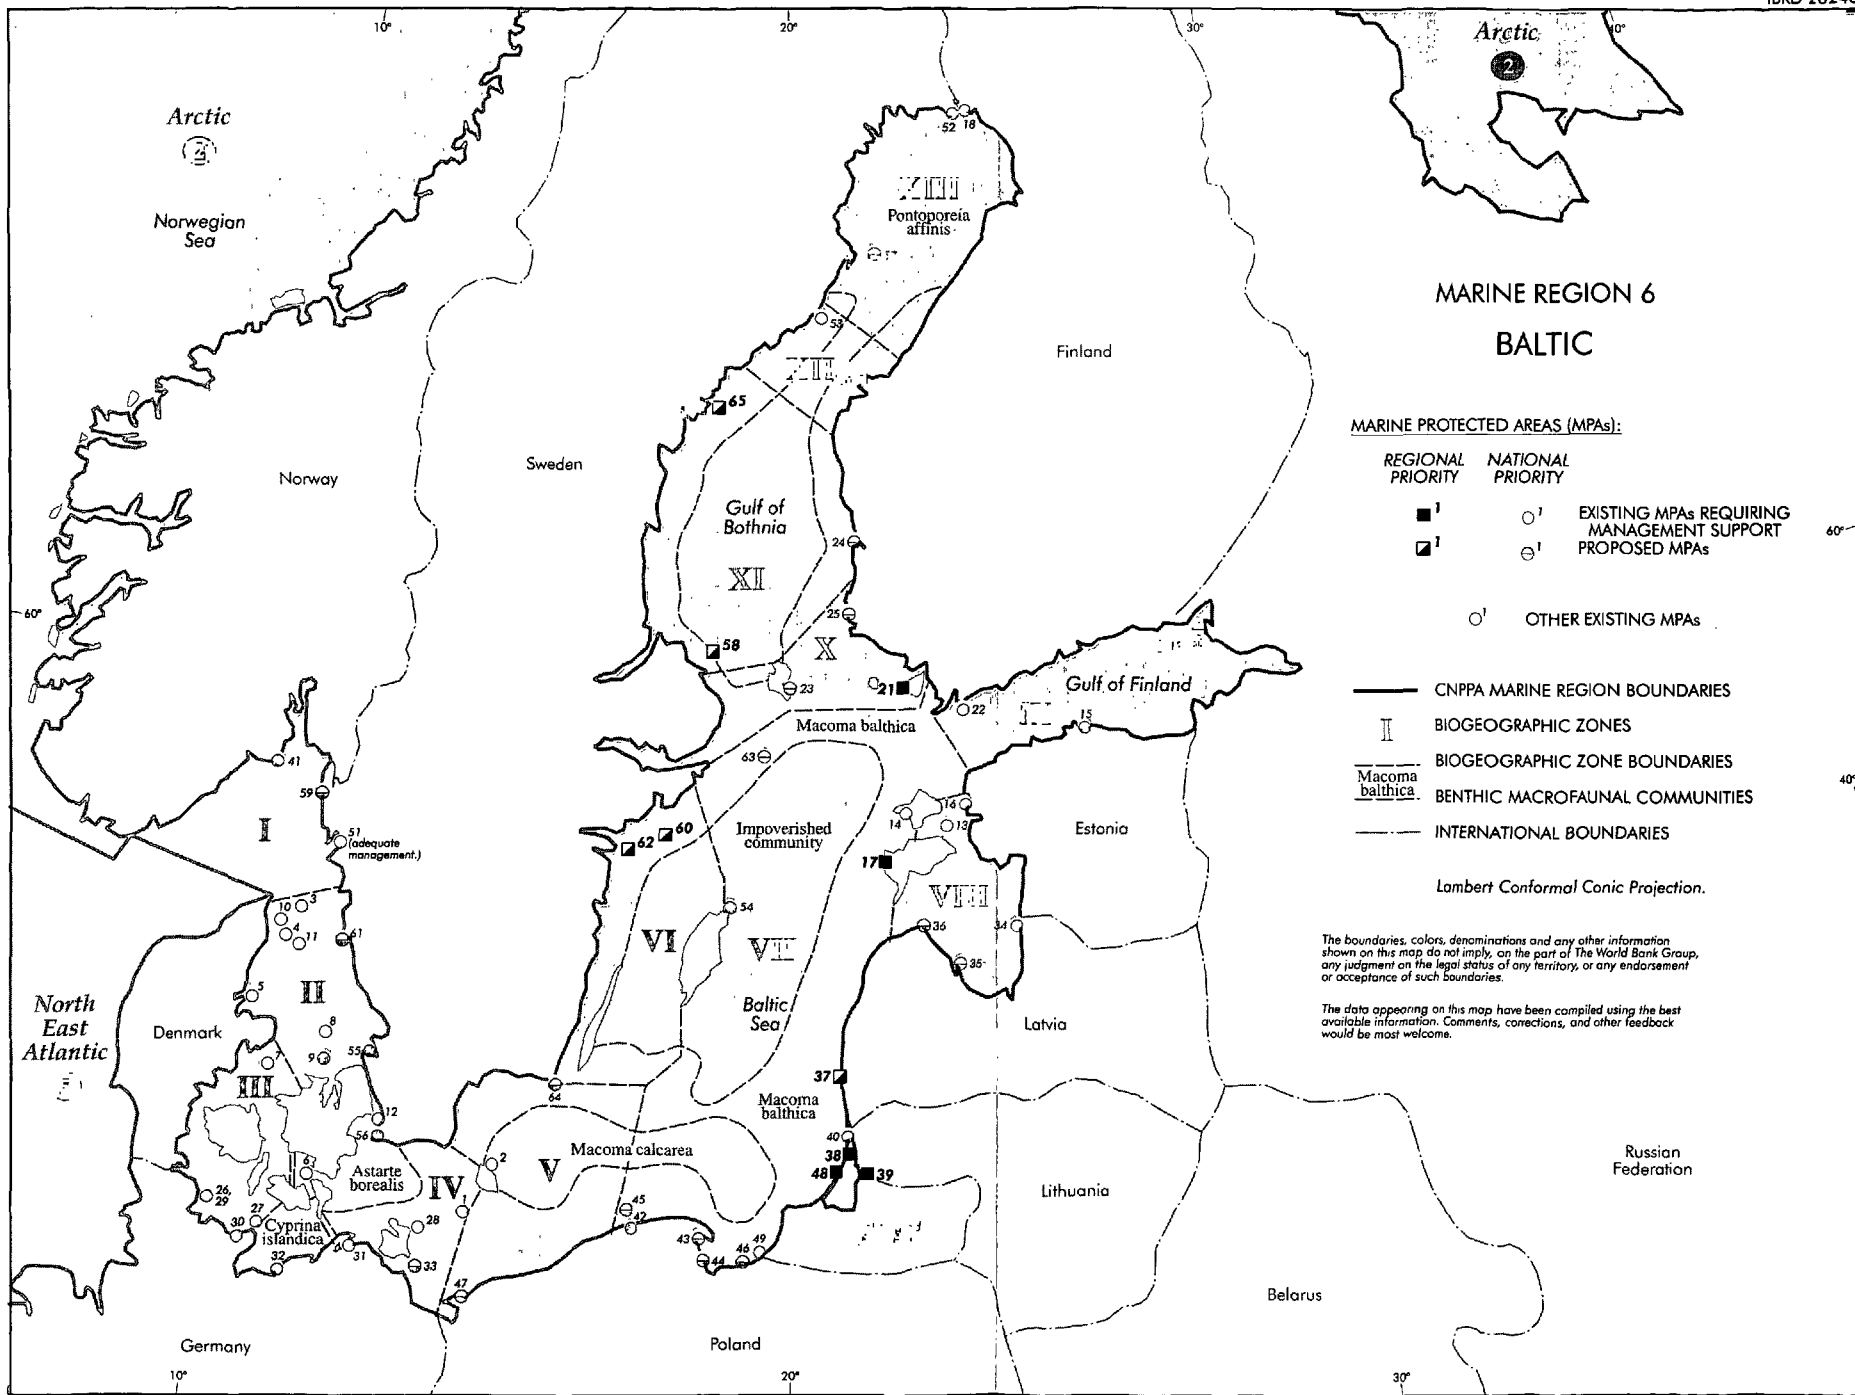 10°
20°
30°
Arctic
2
Arctic
2
Norwegian
Sea
52
18
XIII
Pontoporeia
affinis
MARINE REGION 6
BALTIC
53
Finland
XII
65
MARINE PROTECTED AREAS (MPAs):
REGIONAL
PRIORITY
NATIONAL
PRIORITY
1
1
EXISTING MPAs REQUIRING
MANAGEMENT SUPPORT
1
1
PROPOSED MPAs
1
OTHER EXISTING MPAs
CNPPA MARINE REGION BOUNDARIES
II
BIOGEOGRAPHIC ZONES
BIOGEOGRAPHIC ZONE BOUNDARIES
Macoma
balthica
BENTHIC MACROFAUNAL COMMUNITIES
INTERNATIONAL BOUNDARIES
Lambert Conformal Conic Projection.
The boundaries, colors, denominations and any other information
shown on this map do not imply, on the part of The World Bank Group,
any judgment on the legal status of any territory, or any endorsement
or acceptance of such boundaries.
The data appearing on this map have been compiled using the best
available information. Comments, corrections, and other feedback
would be most welcome.
60°
40°
60°
Norway
Sweden
Gulf of
Bothnia
24
XI
25
X
58
23
21
22
Gulf of Finland
15
Macoma balthica
63
41
59
51
(adequate
management.)
I
60
62
Impoverished
community
14
16
13
17
Estonia
VIII
54
36
34
35
VI
VII
Baltic
Sea
3
10
4
11
61
5
II
8
9
55
7
III
North
East
Atlantic
Denmark
Latvia
37
64
Macoma
balthica
12
56
40
38
48
39
Macoma calcarea
V
2
Astarte
borealis
IV
6
1
26,
29
27
30
Cyprina
islandica
28
31
32
33
47
45
42
43
44
46
49
Lithuania
Russian
Federation
Belarus
Germany
Poland
10°
20°
30°